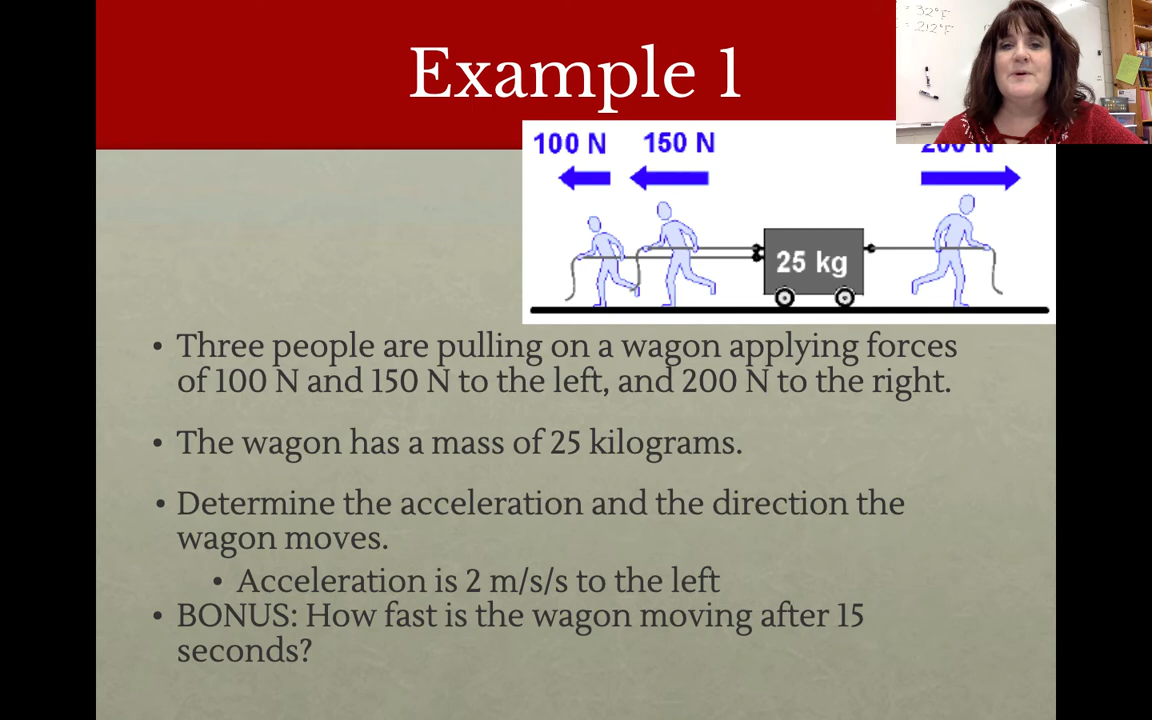 Example 1
= 32°F
= 212°F
100 N
150 N
200 N
25 kg
• Three people are pulling on a wagon applying forces
of 100 N and 150 N to the left, and 200 N to the right.
• The wagon has a mass of 25 kilograms.
• Determine the acceleration and the direction the
wagon moves.
• Acceleration is 2 m/s/s to the left
• BONUS: How fast is the wagon moving after 15
seconds?